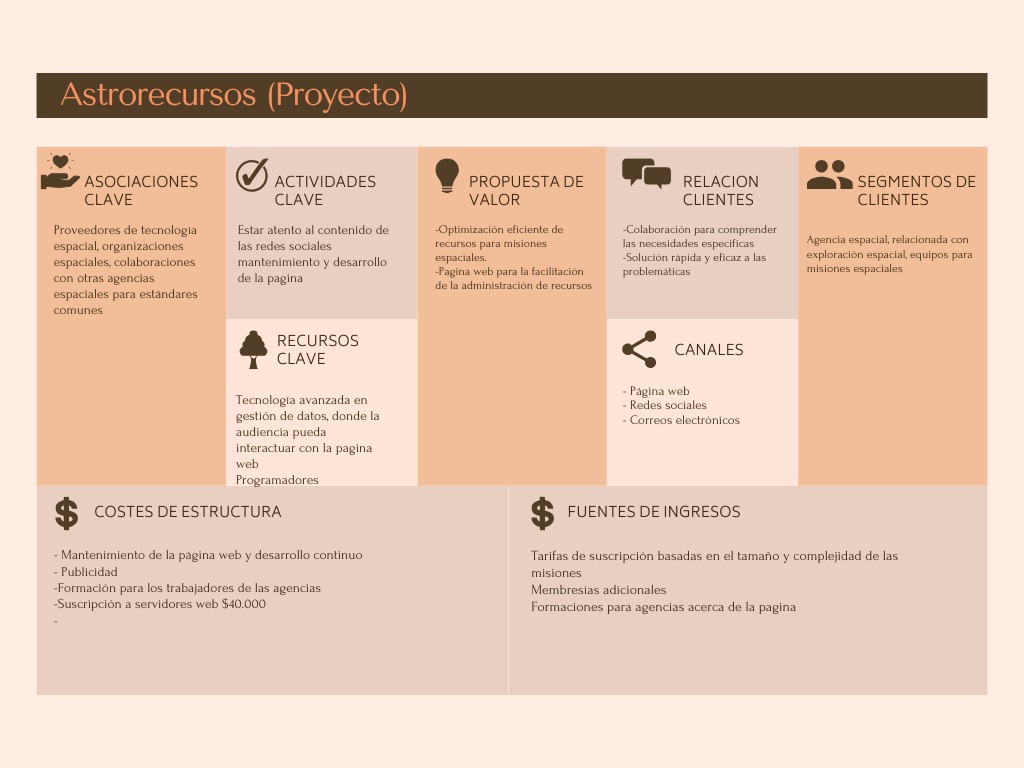 Astrorecursos (Proyecto)
ASOCIACIONES
CLAVE
Proveedores de tecnologia
espacial, organizaciones
espaciales, colaboraciones
con otras agencias
espaciales para estándares
comunes
ACTIVIDADES
CLAVE
Estar atento al contenido de
las redes sociales
mantenimiento y desarrollo
de la pagina
RECURSOS
CLAVE
Tecnologia avanzada en
gestión de datos, donde la
audiencia pueda
interactuar con la pagina
web
Programadores
PROPUESTA DE
VALOR
-Optimización eficiente de
recursos para misiones
espaciales.
-Pagina web para la facilitación
de la administración de recursos
RELACION
CLIENTES
-Colaboración para comprender
las necesidades especificas
-Solución rápida y eficaz a las
problemáticas
CANALES
- Página web
- Redes sociales
- Correos electrónicos
SEGMENTOS DE
CLIENTES
Agencia espacial, relacionada con
exploración espacial, equipos para
misiones espaciales
COSTES DE ESTRUCTURA
- Mantenimiento de la página web y desarrollo continuo
- Publicidad
-Formación para los trabajadores de las agencias
-Suscripción a servidores web $40.000
-
FUENTES DE INGRESOS
Tarifas de suscripción basadas en el tamaño y complejidad de las
misiones
Membresias adicionales
Formaciones para agencias acerca de la pagina